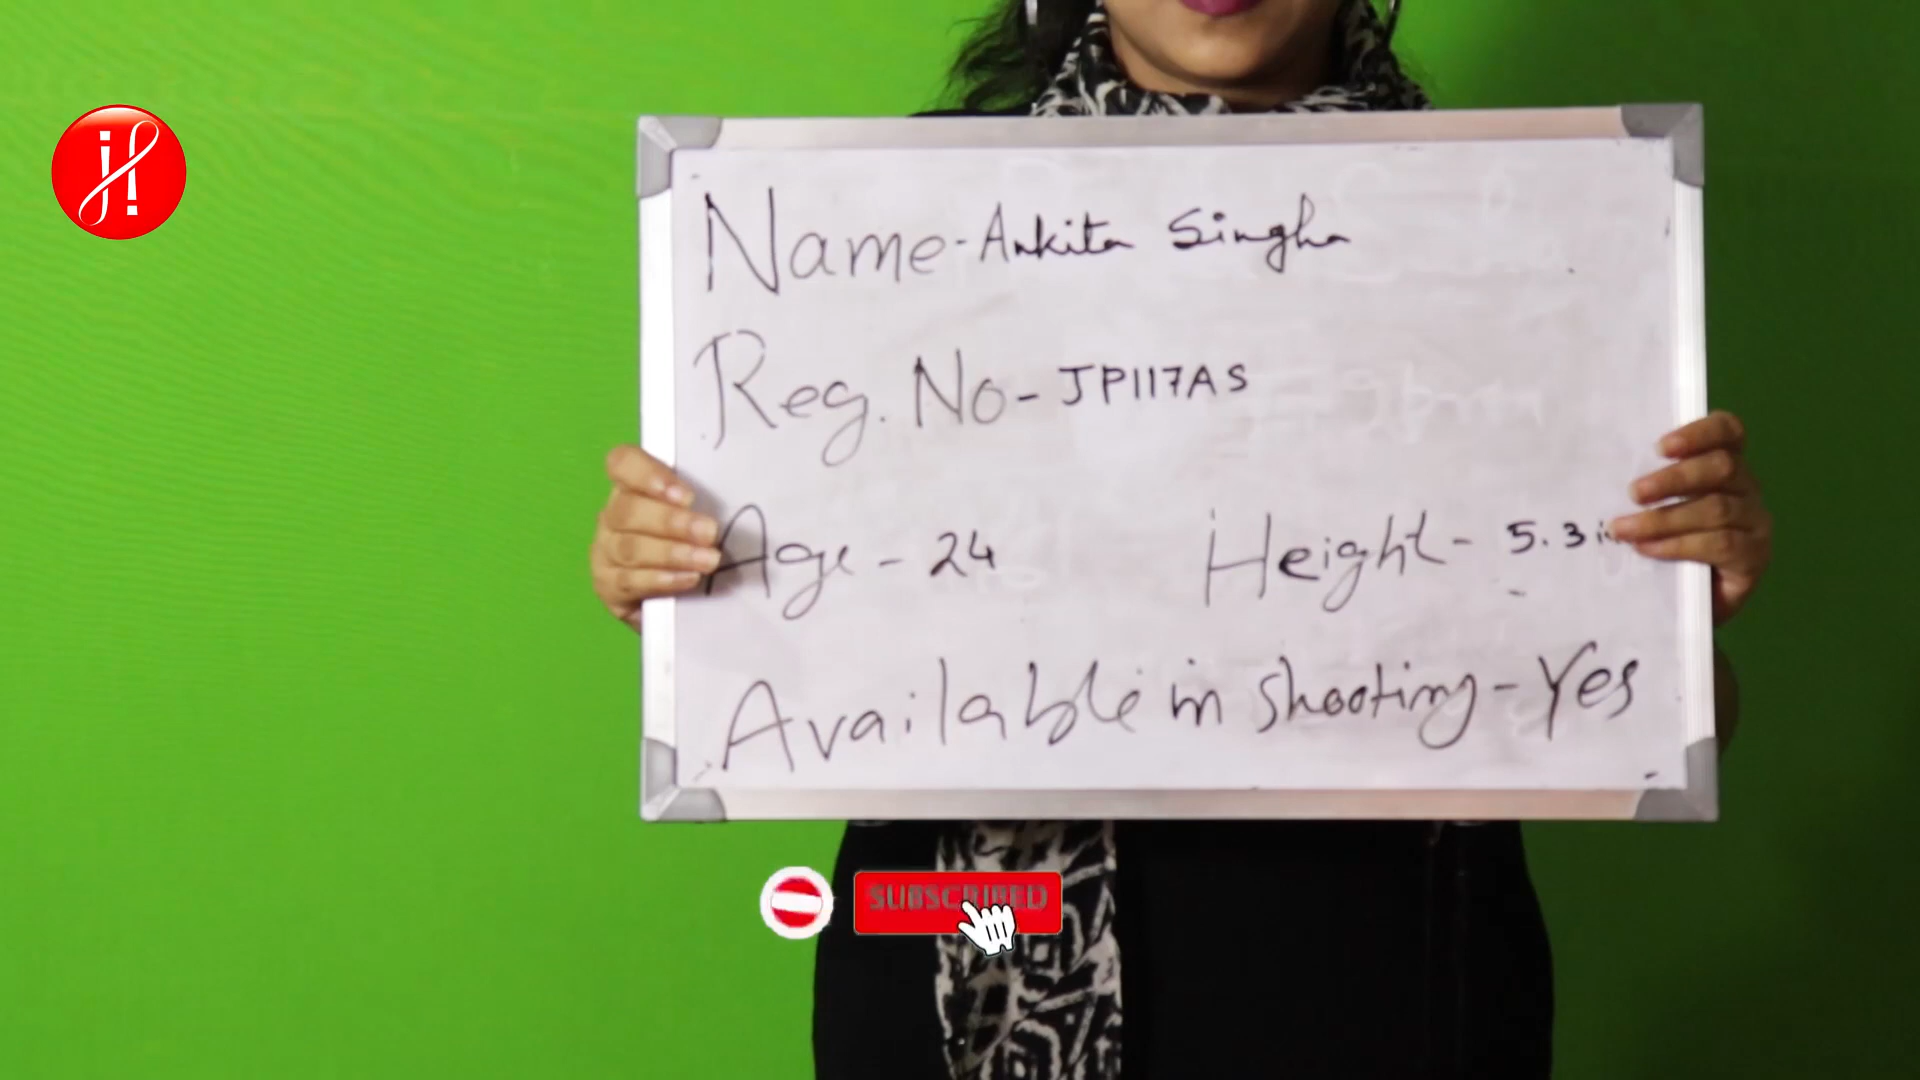 Name - Ankita Singha
Reg. No - JP117AS
Age - 24 Height - 5.3
Available in shooting - Yes
SUBSCRIBED